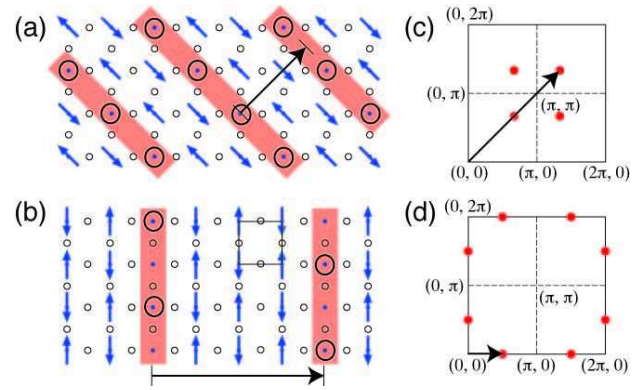 (a)
(c)
(0, 2π)
(0, π)
(π, π)
(0, 0)
(π, 0)
(2π, 0)
(b)
(d)
(0, 2π)
(0, π)
(π, π)
(0, 0)
(π, 0)
(2π, 0)